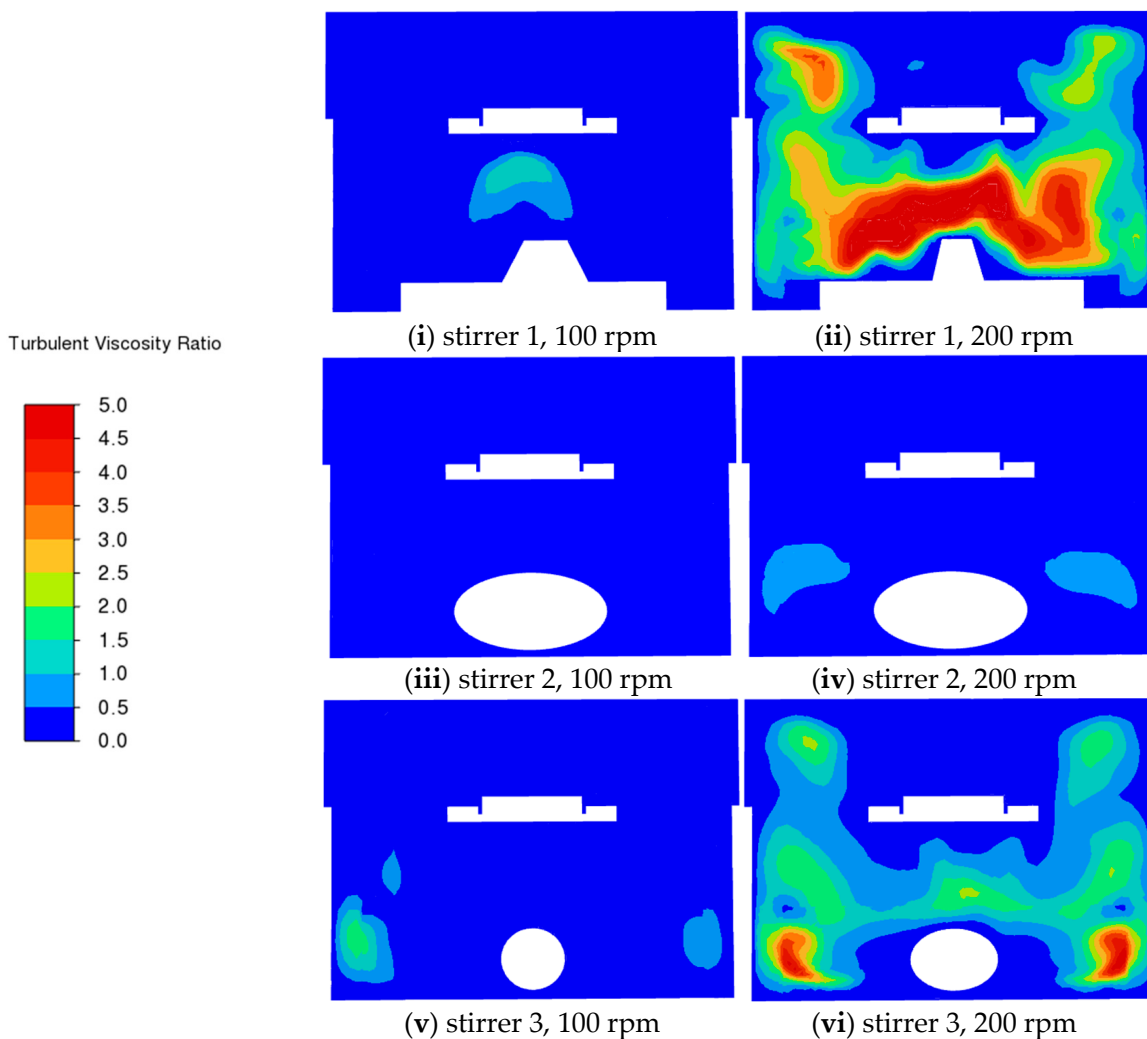 (i) stirrer 1, 100 rpm
(ii) stirrer 1, 200 rpm
Turbulent Viscosity Ratio
5.0
4.5
4.0
3.5
3.0
2.5
2.0
1.5
1.0
0.5
0.0
(iii) stirrer 2, 100 rpm
(iv) stirrer 2, 200 rpm
(v) stirrer 3, 100 rpm
(vi) stirrer 3, 200 rpm